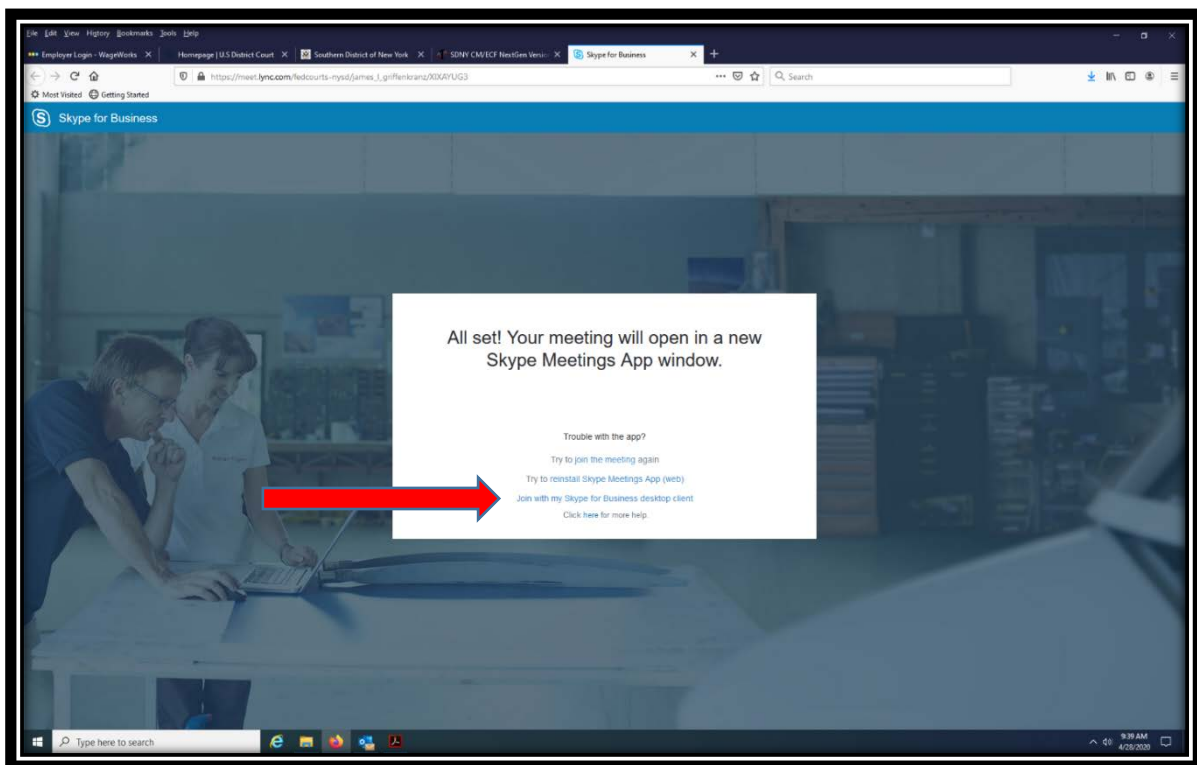 File Edit View History Bookmarks Tools Help
Employer Login - WageWorks Homepage | U.S District Court Southern District of New York SDNY CM/ECF NextGen Versi Skype for Business
https://meet.lync.com/fedcourts-nysd/james_l_griffenkranz/XIXAYUG3 Search
Most Visited Getting Started
Skype for Business
All set! Your meeting will open in a new
Skype Meetings App window.
Trouble with the app?
Try to join the meeting again
Try to reinstall Skype Meetings App (web)
Join with my Skype for Business desktop client
Click here for more help.
Type here to search
9:39 AM
4/28/2020